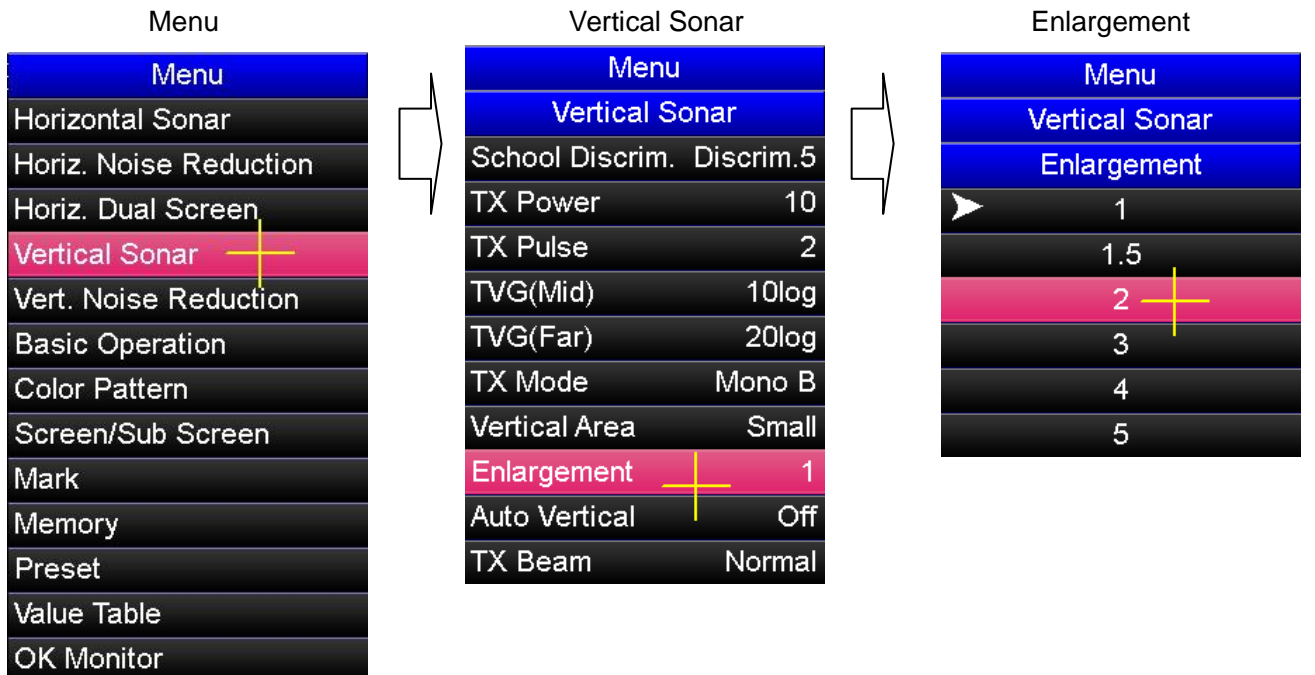 Menu
Menu
Horizontal Sonar
Horiz. Noise Reduction
Horiz. Dual Screen
Vertical Sonar
Vert. Noise Reduction
Basic Operation
Color Pattern
Screen/Sub Screen
Mark
Memory
Preset
Value Table
OK Monitor
Vertical Sonar
Menu
Vertical Sonar
School Discrim. Discrim.5
TX Power 10
TX Pulse 2
TVG(Mid) 10log
TVG(Far) 20log
TX Mode Mono B
Vertical Area Small
Enlargement 1
Auto Vertical Off
TX Beam Normal
Enlargement
Menu
Vertical Sonar
Enlargement
1
1.5
2
3
4
5